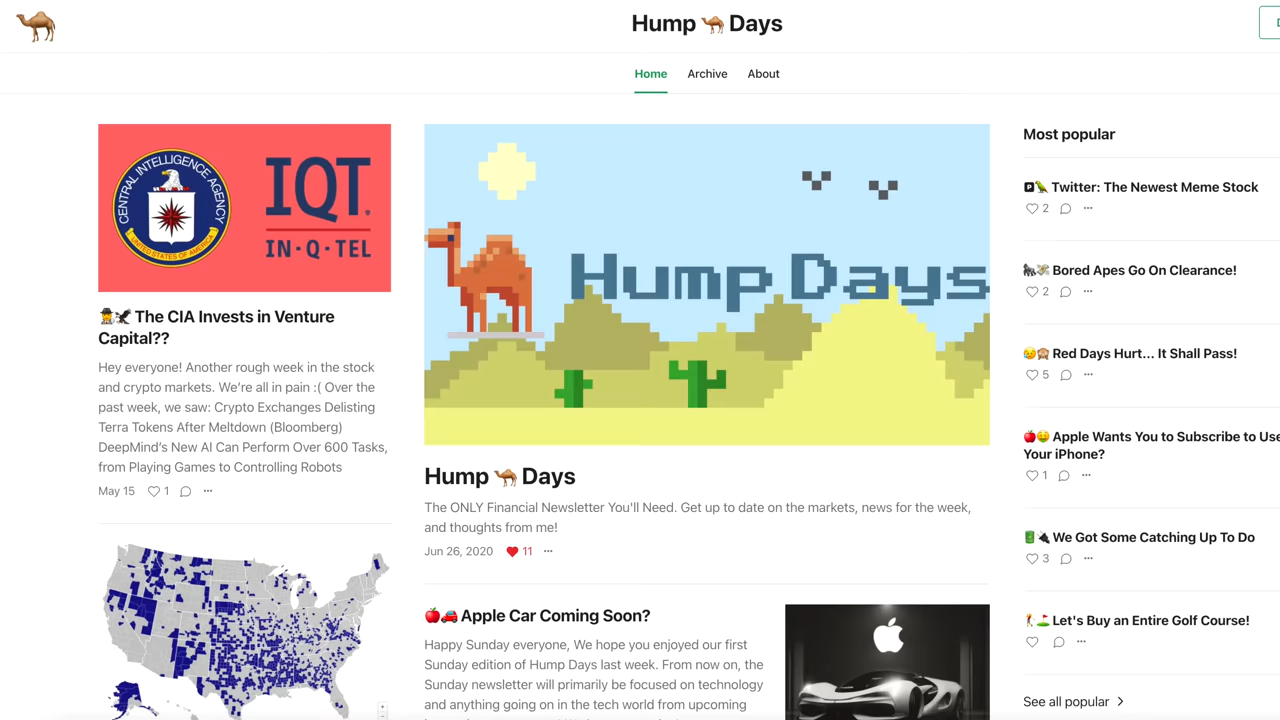 Hump 🐪 Days
Home
Archive
About
CENTRAL INTELLIGENCE AGENCY
UNITED STATES OF AMERICA
IQT
IN·Q·TEL
🕵️🦅 The CIA Invests in Venture
Capital??
Hey everyone! Another rough week in the stock
and crypto markets. We're all in pain :( Over the
past week, we saw: Crypto Exchanges Delisting
Terra Tokens After Meltdown (Bloomberg)
DeepMind's New AI Can Perform Over 600 Tasks,
from Playing Games to Controlling Robots
May 15
1
Hump Days
Hump 🐪 Days
The ONLY Financial Newsletter You'll Need. Get up to date on the markets, news for the week,
and thoughts from me!
Jun 26, 2020
11
🍎🚗 Apple Car Coming Soon?
Happy Sunday everyone, We hope you enjoyed our first
Sunday edition of Hump Days last week. From now on, the
Sunday newsletter will primarily be focused on technology
and anything going on in the tech world from upcoming
Most popular
🅿️🦜 Twitter: The Newest Meme Stock
2
🦍💸 Bored Apes Go On Clearance!
2
😥🙈 Red Days Hurt... It Shall Pass!
5
🍎🤑 Apple Wants You to Subscribe to Use
Your iPhone?
1
🔋🔌 We Got Some Catching Up To Do
3
🏌️⛳ Let's Buy an Entire Golf Course!
See all popular